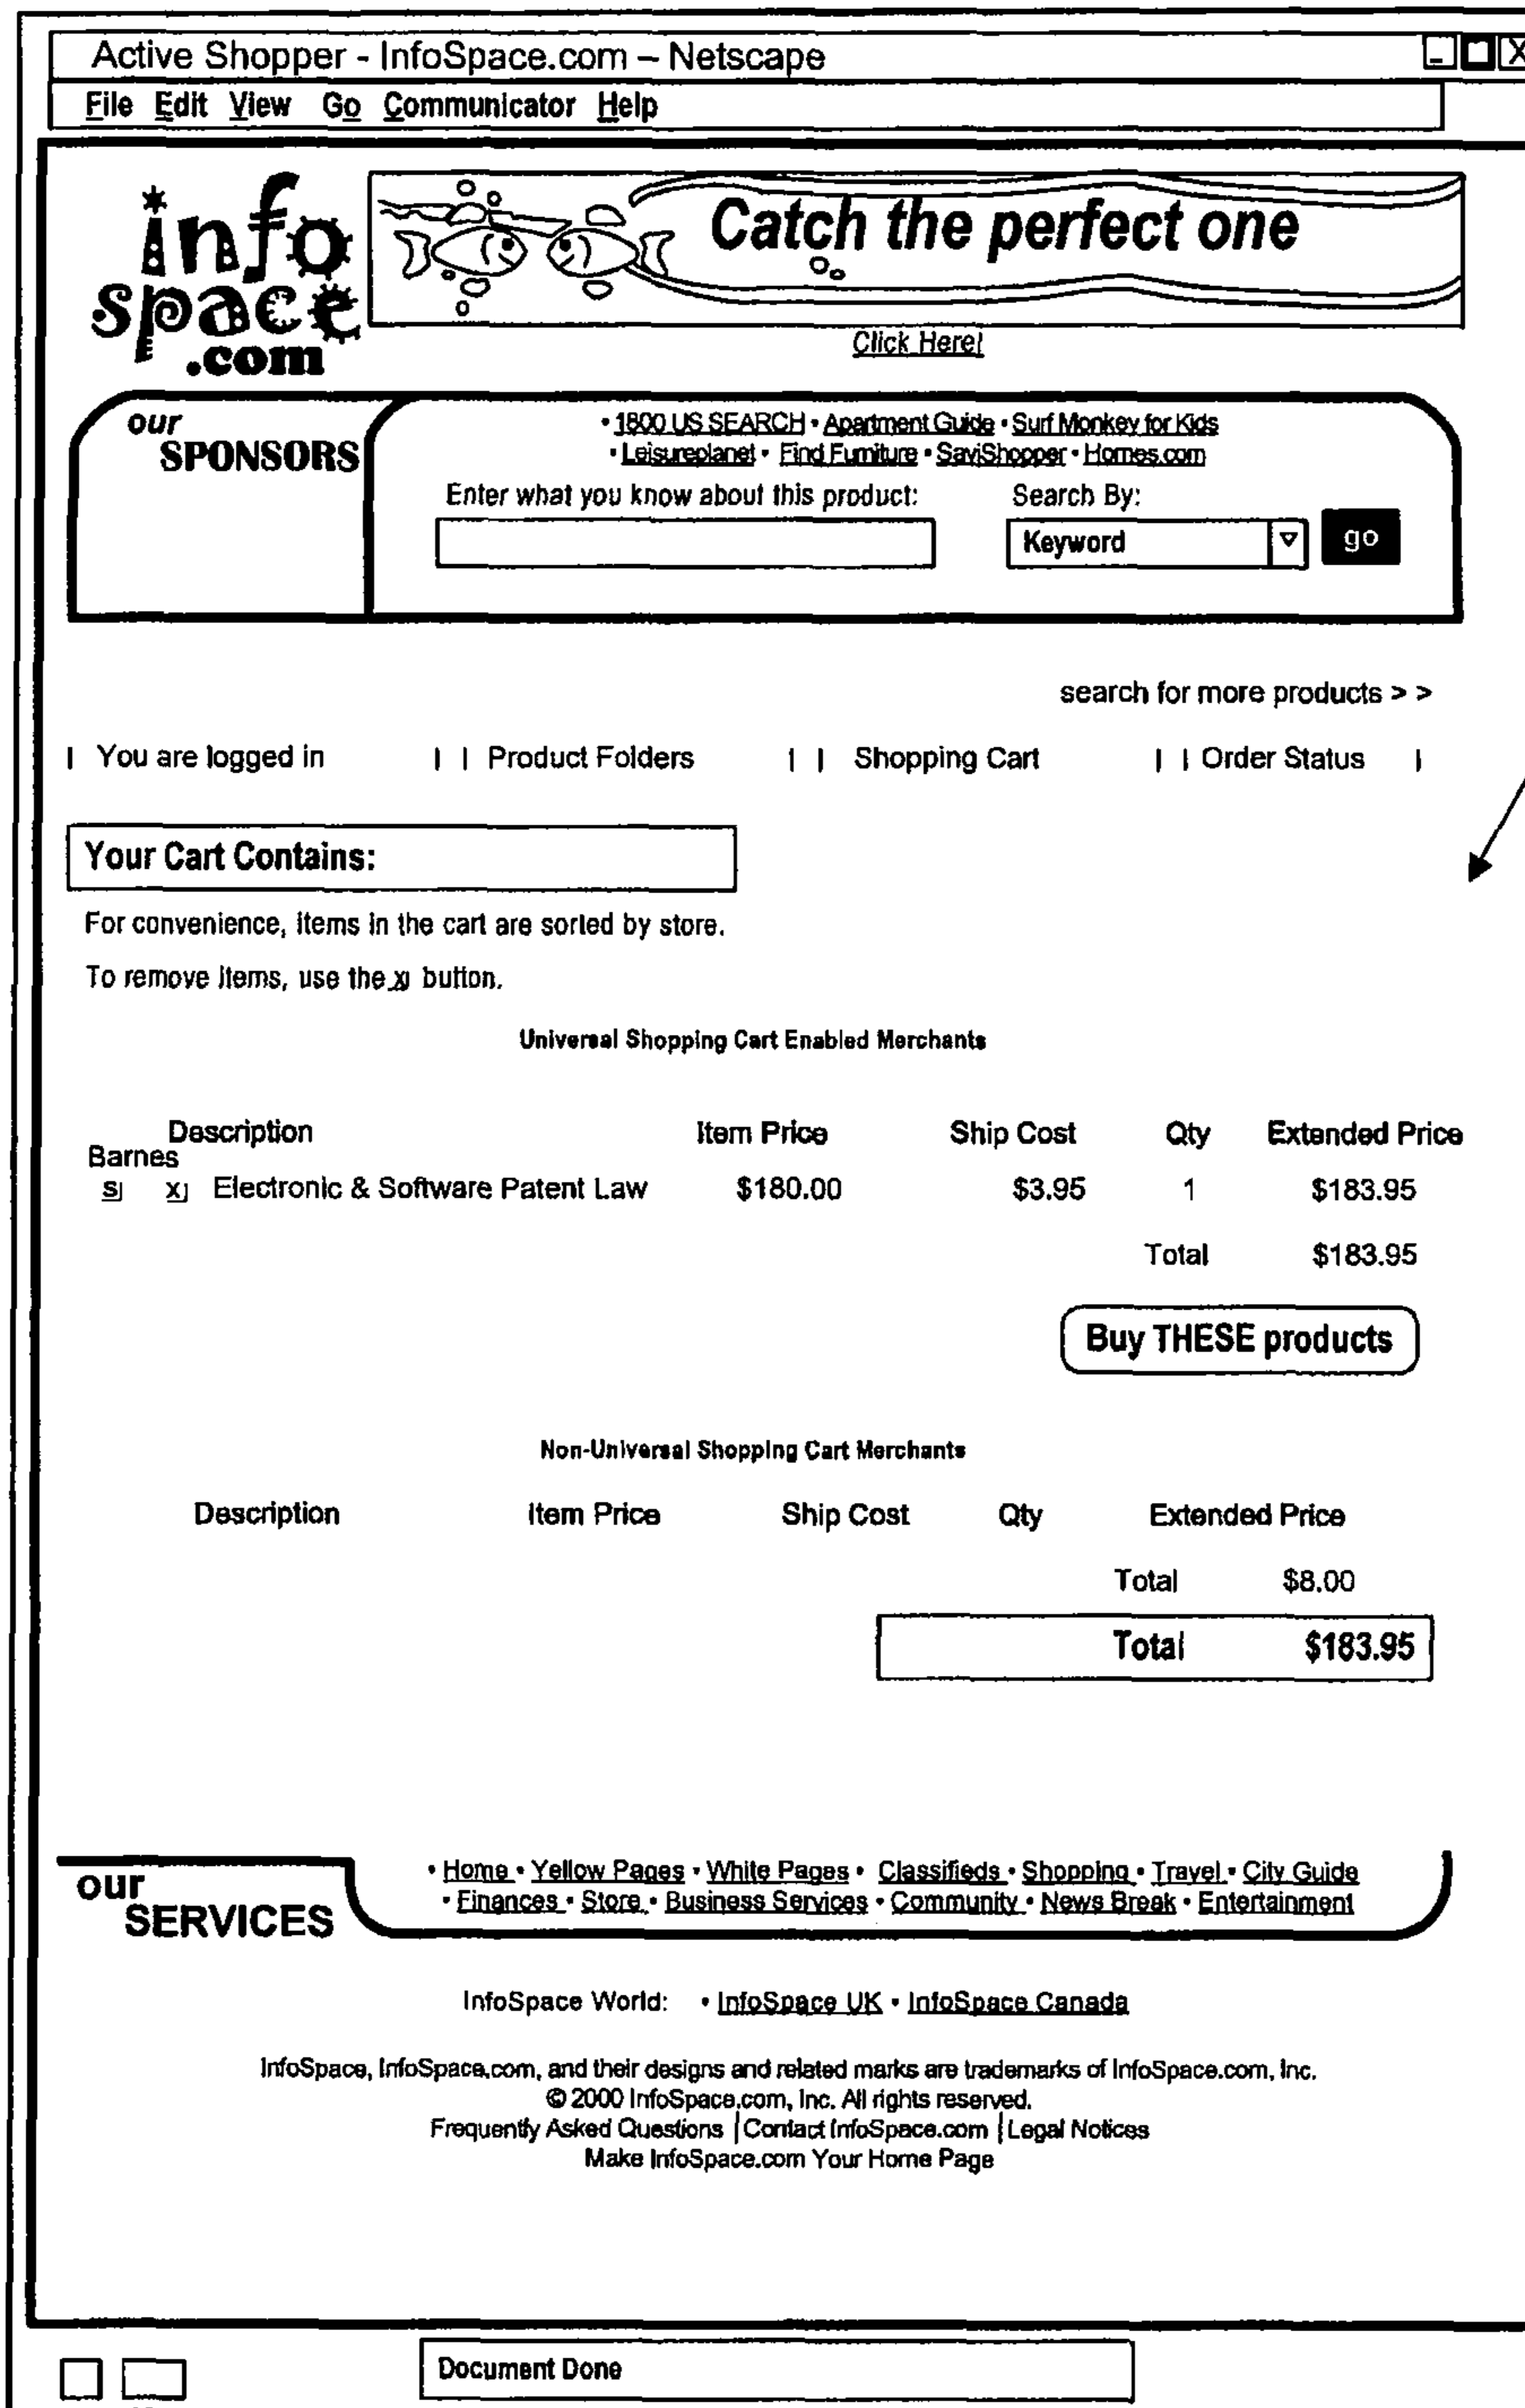 Active Shopper - InfoSpace.com – Netscape
File Edit View Go Communicator Help
info
space
.com
Catch the perfect one
Click Here!
our
SPONSORS
• 1800 US SEARCH • Apartment Guide • Surf Monkey for Kids
• Leisureplanet • Find Furniture • SaviShopper • Homes.com
Enter what you know about this product: Search By:
Keyword go
search for more products > >
| You are logged in | | Product Folders | | Shopping Cart | | Order Status |
Your Cart Contains:
For convenience, items in the cart are sorted by store.
To remove items, use the x button.
Universal Shopping Cart Enabled Merchants
Description Item Price Ship Cost Qty Extended Price
Barnes
S X Electronic & Software Patent Law $180.00 $3.95 1 $183.95
Total $183.95
Buy THESE products
Non-Universal Shopping Cart Merchants
Description Item Price Ship Cost Qty Extended Price
Total $8.00
Total $183.95
our
SERVICES
• Home • Yellow Pages • White Pages • Classifieds • Shopping • Travel • City Guide
• Finances • Store • Business Services • Community • News Break • Entertainment
InfoSpace World: • InfoSpace UK • InfoSpace Canada
InfoSpace, InfoSpace.com, and their designs and related marks are trademarks of InfoSpace.com, Inc.
© 2000 InfoSpace.com, Inc. All rights reserved.
Frequently Asked Questions | Contact InfoSpace.com | Legal Notices
Make InfoSpace.com Your Home Page
Document Done